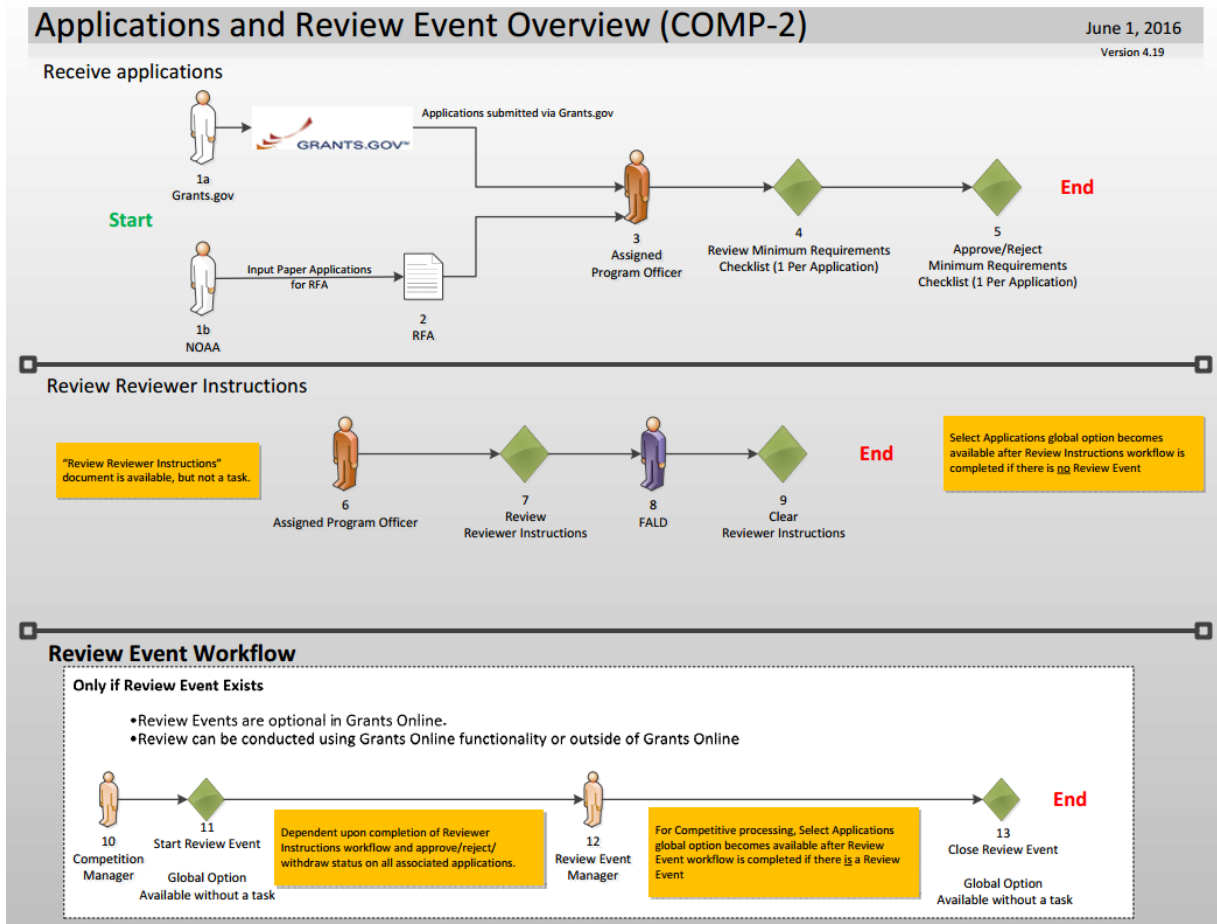 Applications and Review Event Overview (COMP-2)
June 1, 2016
Version 4.19
Receive applications
Applications submitted via Grants.gov
GRANTS.GOV℠
1a
Grants.gov
Start
3
Assigned
Program Officer
4
Review Minimum Requirements
Checklist (1 Per Application)
5
Approve/Reject
Minimum Requirements
Checklist (1 Per Application)
End
Input Paper Applications
for RFA
1b
NOAA
2
RFA
Review Reviewer Instructions
"Review Reviewer Instructions"
document is available, but not a task.
6
Assigned Program Officer
7
Review
Reviewer Instructions
8
FALD
9
Clear
Reviewer Instructions
End
Select Applications global option becomes
available after Review Instructions workflow is
completed if there is no Review Event
Review Event Workflow
Only if Review Event Exists
•Review Events are optional in Grants Online.
•Review can be conducted using Grants Online functionality or outside of Grants Online
10
Competition
Manager
11
Start Review Event
Global Option
Available without a task
Dependent upon completion of Reviewer
Instructions workflow and approve/reject/
withdraw status on all associated applications.
12
Review Event
Manager
For Competitive processing, Select Applications
global option becomes available after Review
Event workflow is completed if there is a Review
Event
13
Close Review Event
Global Option
Available without a task
End